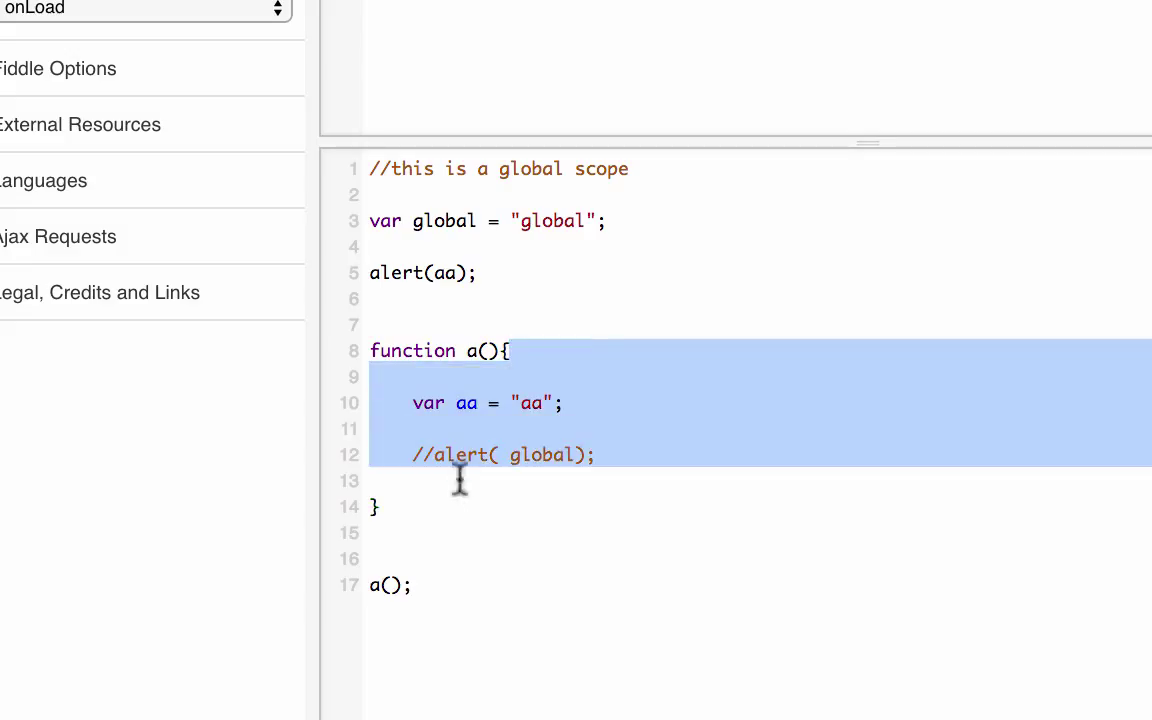 onLoad
Fiddle Options
External Resources
Languages
Ajax Requests
Legal, Credits and Links
1 //this is a global scope
2
3 var global = "global";
4
5 alert(aa);
6
7
8 function a(){
9
10 var aa = "aa";
11
12 //alert( global);
13
14 }
15
16
17 a();